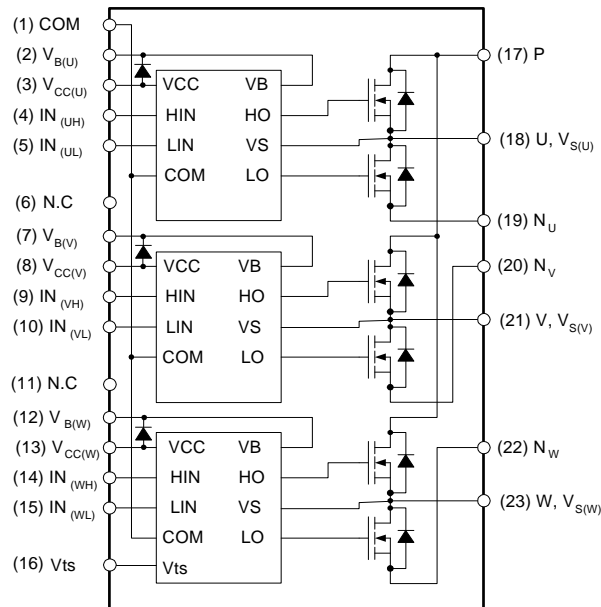 (1) COM
(2) V_B(U)
(3) V_CC(U)
(4) IN_(UH)
(5) IN_(UL)
(6) N.C
(7) V_B(V)
(8) V_CC(V)
(9) IN_(VH)
(10) IN_(VL)
(11) N.C
(12) V_B(W)
(13) V_CC(W)
(14) IN_(WH)
(15) IN_(WL)
(16) Vts
VCC VB
HIN HO
LIN VS
COM LO
VCC VB
HIN HO
LIN VS
COM LO
VCC VB
HIN HO
LIN VS
COM LO
Vts
(17) P
(18) U, V_S(U)
(19) N_U
(20) N_V
(21) V, V_S(V)
(22) N_W
(23) W, V_S(W)